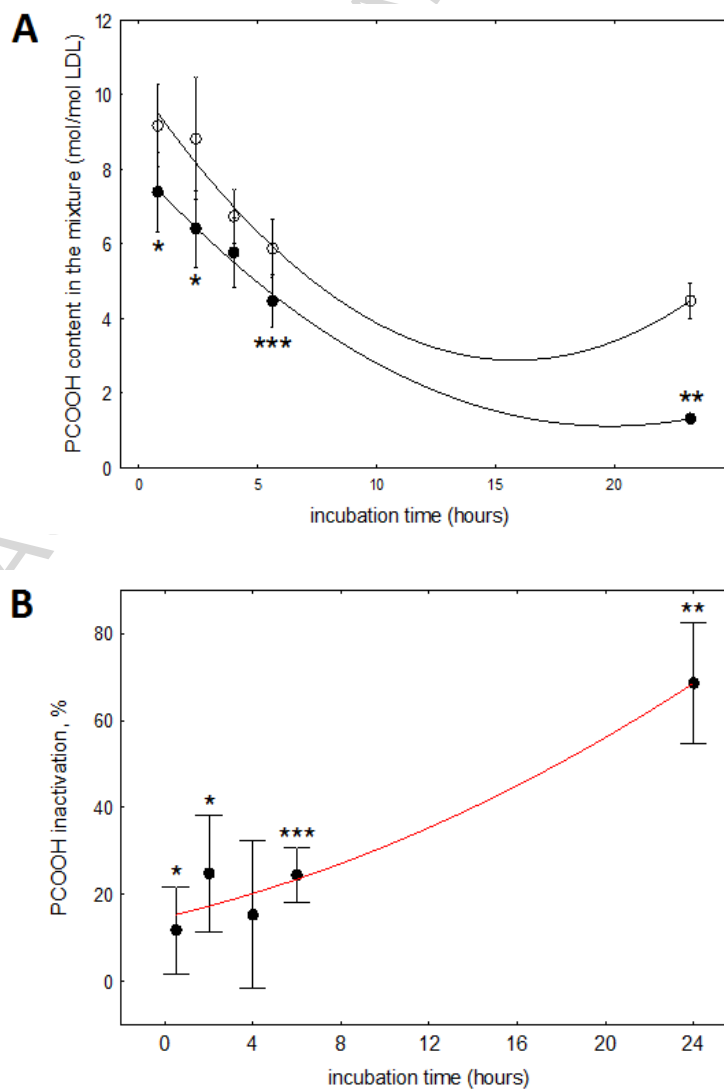 A
12
10
8
6
4
2
0
PCOOH content in the mixture (mol/mol LDL)
* * *** **
0 5 10 15 20
incubation time (hours)
B
80
60
40
20
0
PCOOH inactivation, %
* * *** **
0 4 8 12 16 20 24
incubation time (hours)